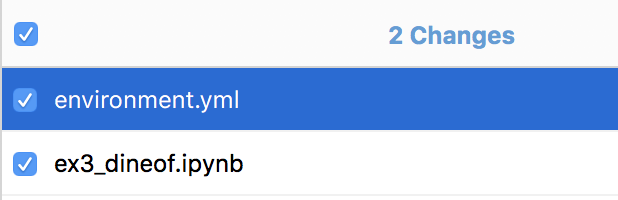 2 Changes
environment.yml
ex3_dineof.ipynb